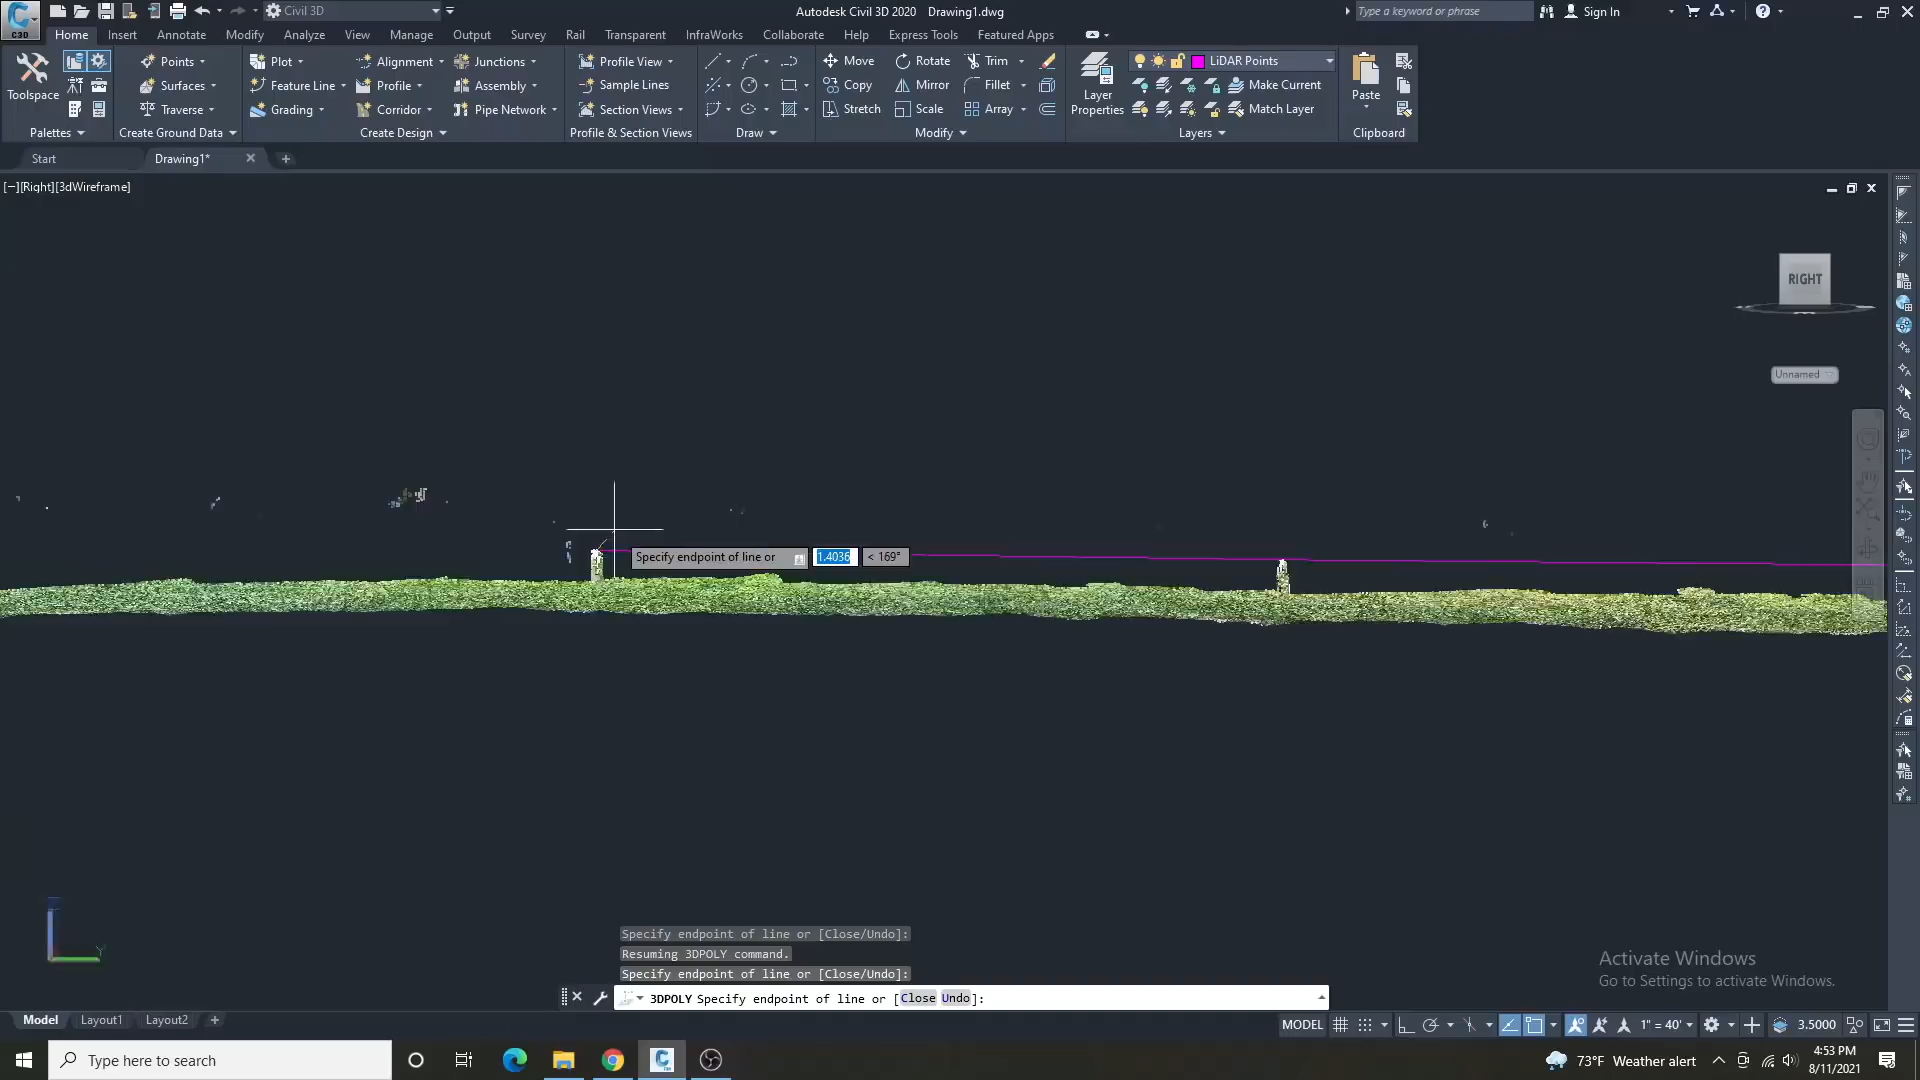 C3D
Civil 3D
Autodesk Civil 3D 2020 Drawing1.dwg
Type a keyword or phrase
Sign In
Home Insert Annotate Modify Analyze View Manage Output Survey Rail Transparent InfraWorks Collaborate Help Express Tools Featured Apps
Toolspace
Points
Surfaces
Traverse
Plot
Feature Line
Grading
Alignment
Profile
Corridor
Junctions
Assembly
Pipe Network
Profile View
Sample Lines
Section Views
Move
Copy
Stretch
Rotate
Mirror
Scale
Trim
Fillet
Array
Layer
Properties
LiDAR Points
Make Current
Match Layer
Paste
Palettes Create Ground Data Create Design Profile & Section Views Draw Modify Layers Clipboard
Start Drawing1*
[−][Right][3dWireframe]
RIGHT
Unnamed
Specify endpoint of line or 1.4036 < 169°
Y
Specify endpoint of line or [Close/Undo]:
Resuming 3DPOLY command.
Specify endpoint of line or [Close/Undo]:
3DPOLY Specify endpoint of line or [Close Undo]:
Activate Windows
Go to Settings to activate Windows.
Model Layout1 Layout2
MODEL 1" = 40' 3.5000
Type here to search
73°F Weather alert
4:53 PM
8/11/2021